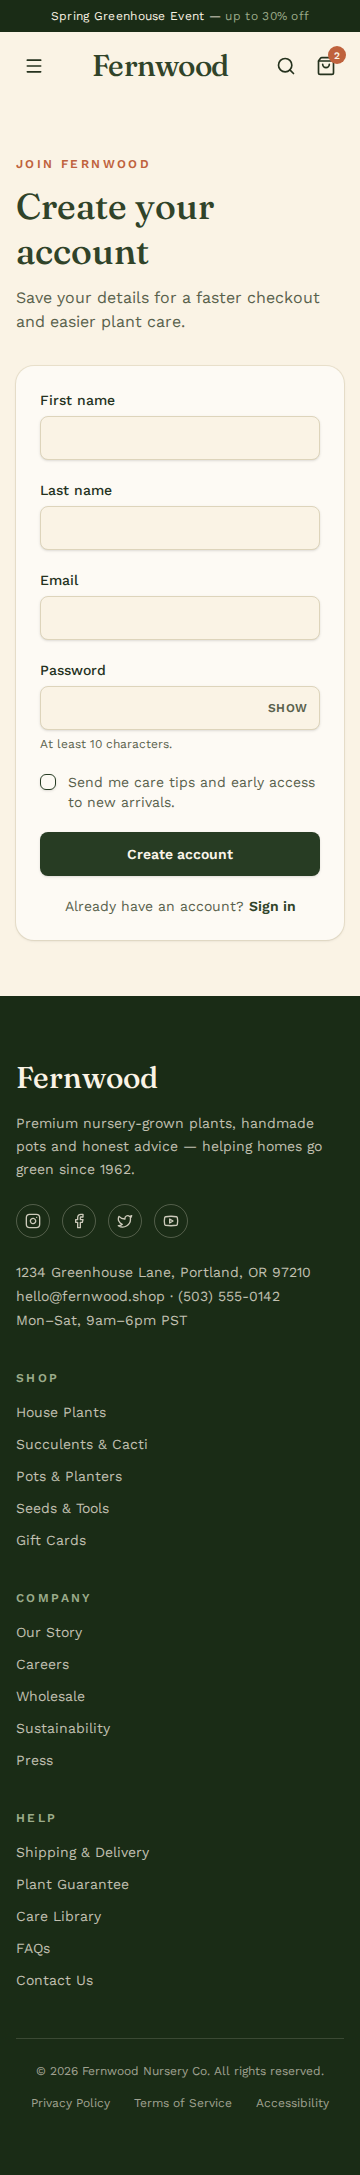 Spring Greenhouse Event — up to 30% off
Fernwood
2
JOIN FERNWOOD
Create your
account
Save your details for a faster checkout
and easier plant care.
First name
Last name
Email
Password
SHOW
At least 10 characters.
Send me care tips and early access
to new arrivals.
Create account
Already have an account? Sign in
Fernwood
Premium nursery-grown plants, handmade
pots and honest advice — helping homes go
green since 1962.
1234 Greenhouse Lane, Portland, OR 97210
hello@fernwood.shop · (503) 555-0142
Mon–Sat, 9am–6pm PST
SHOP
House Plants
Succulents & Cacti
Pots & Planters
Seeds & Tools
Gift Cards
COMPANY
Our Story
Careers
Wholesale
Sustainability
Press
HELP
Shipping & Delivery
Plant Guarantee
Care Library
FAQs
Contact Us
© 2026 Fernwood Nursery Co. All rights reserved.
Privacy Policy Terms of Service Accessibility